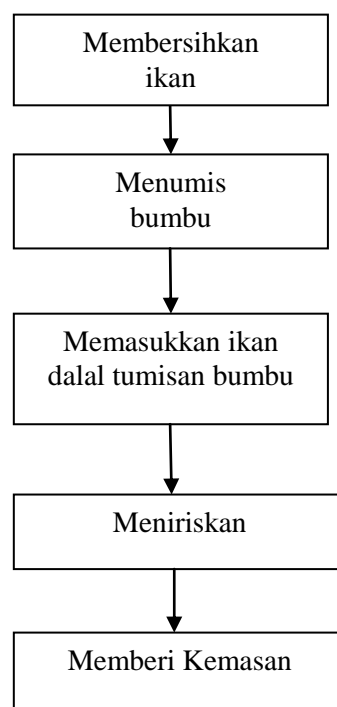 Membersihkan
ikan
Menumis
bumbu
Memasukkan ikan
dalal tumisan bumbu
Meniriskan
Memberi Kemasan